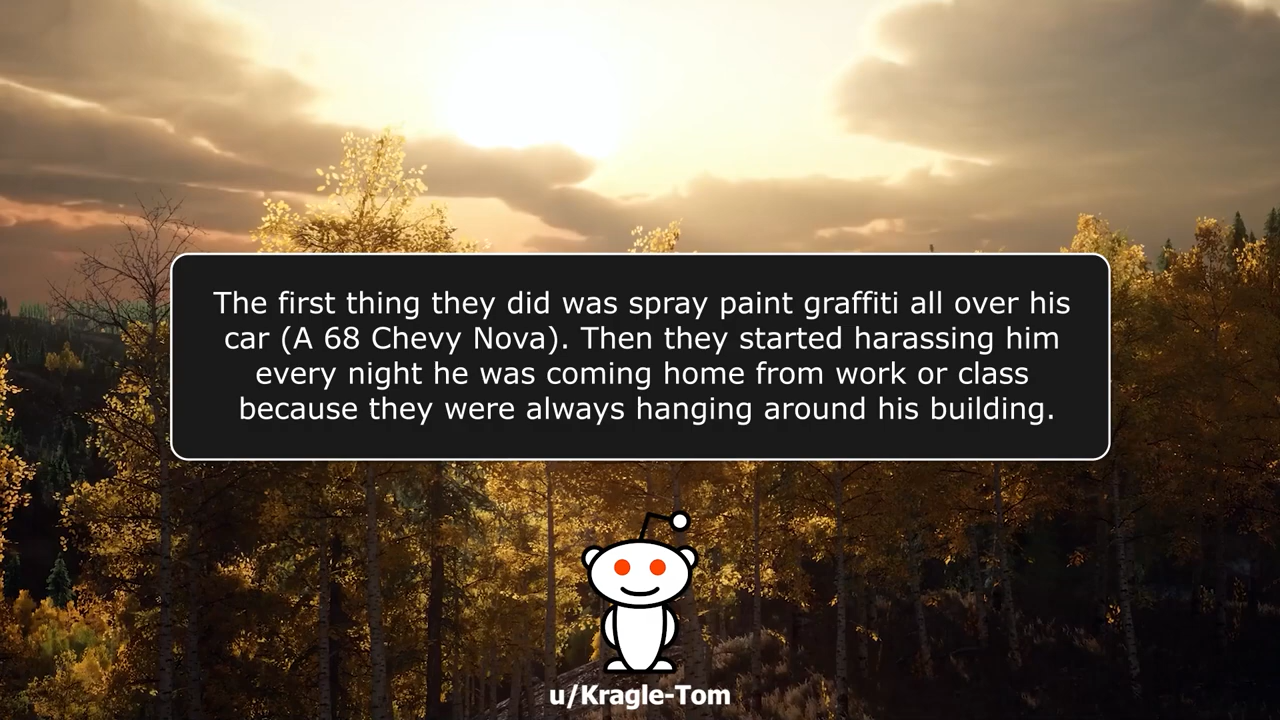 The first thing they did was spray paint graffiti all over his
car (A 68 Chevy Nova). Then they started harassing him
every night he was coming home from work or class
because they were always hanging around his building.
u/Kragle-Tom